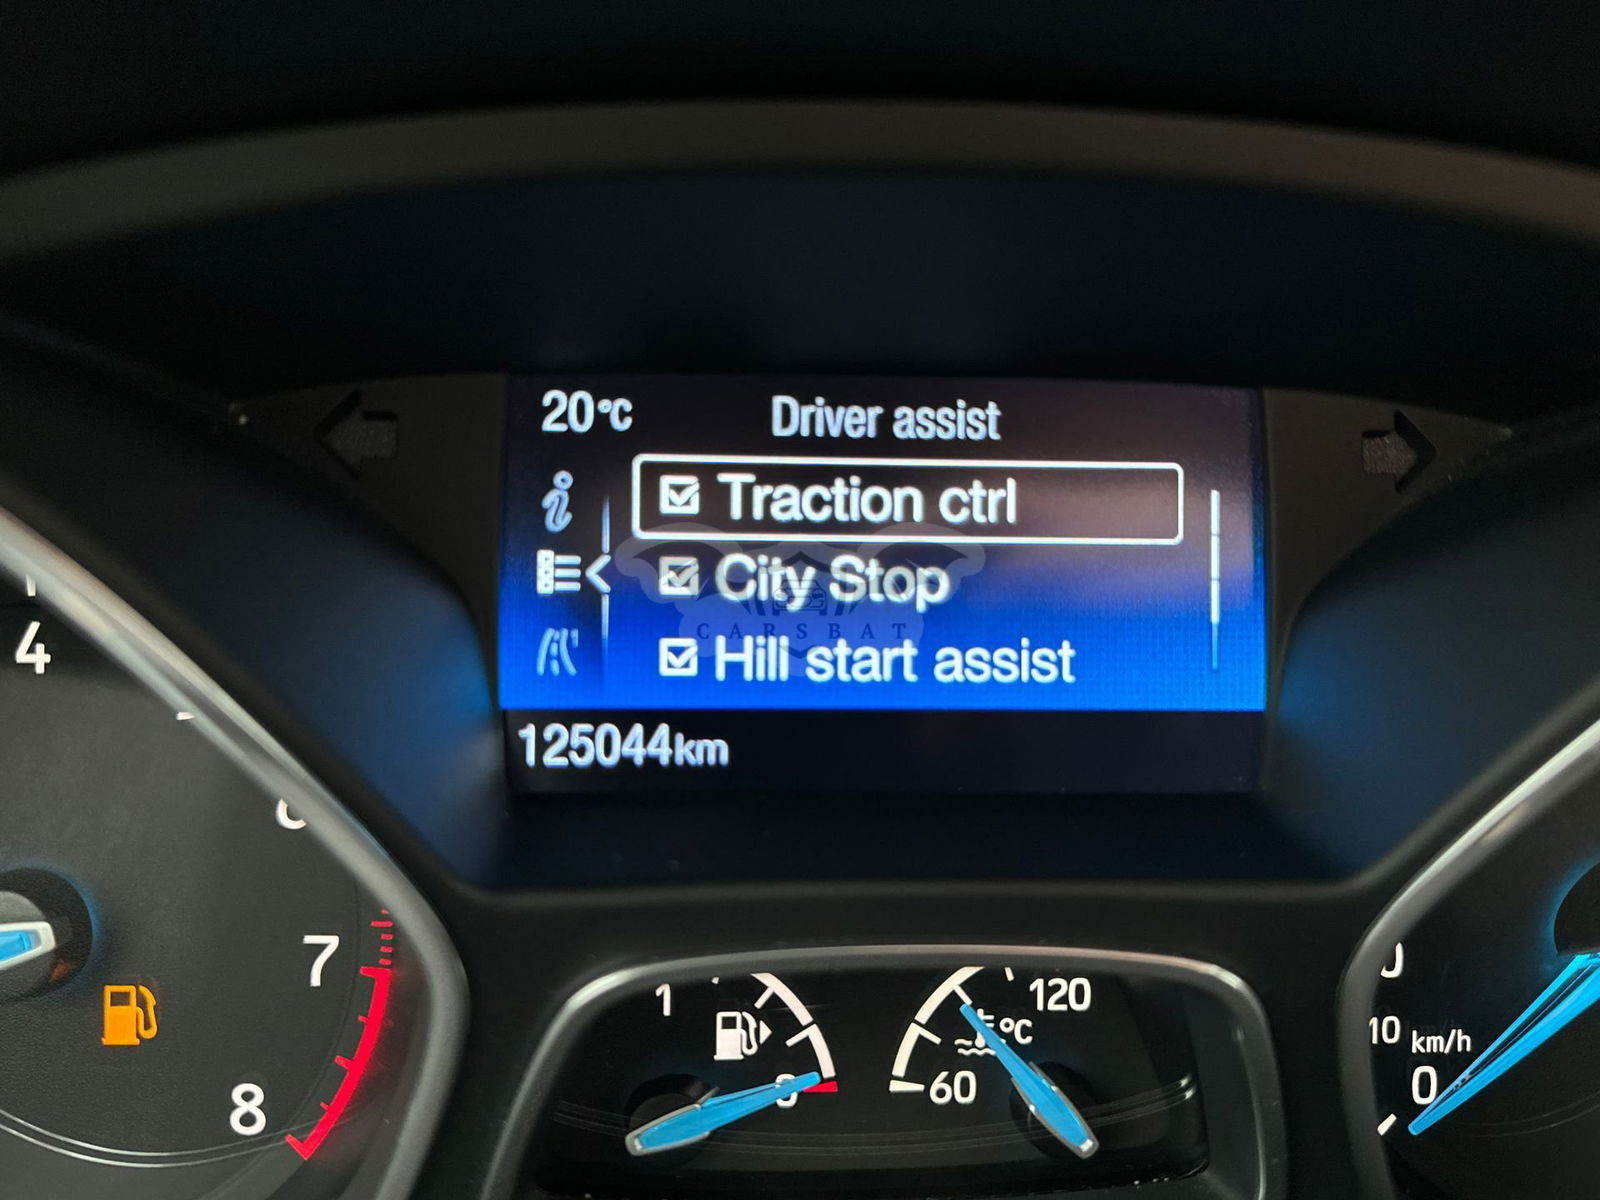 20°C
Driver assist
Traction ctrl
City Stop
CARSBAT
Hill start assist
125044km
4
7
8
1
0
120
°C
60
10
km/h
0